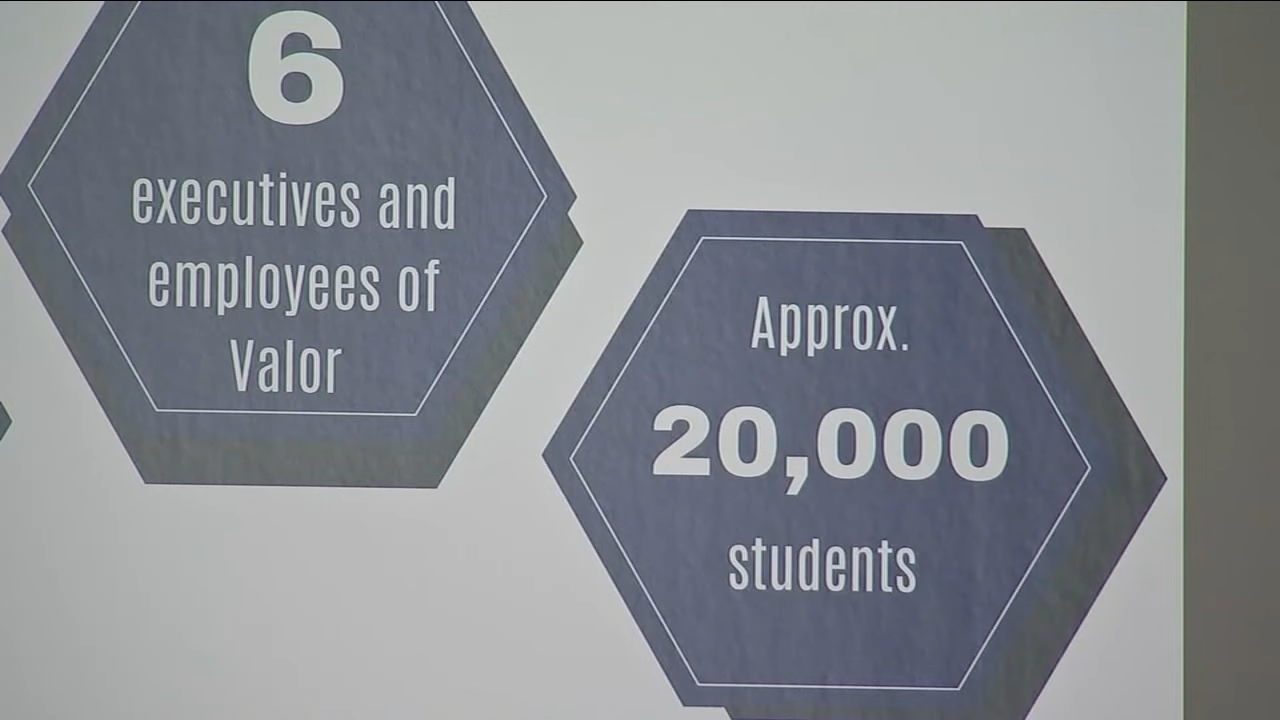 6
executives and
employees of
Valor
Approx.
20,000
students